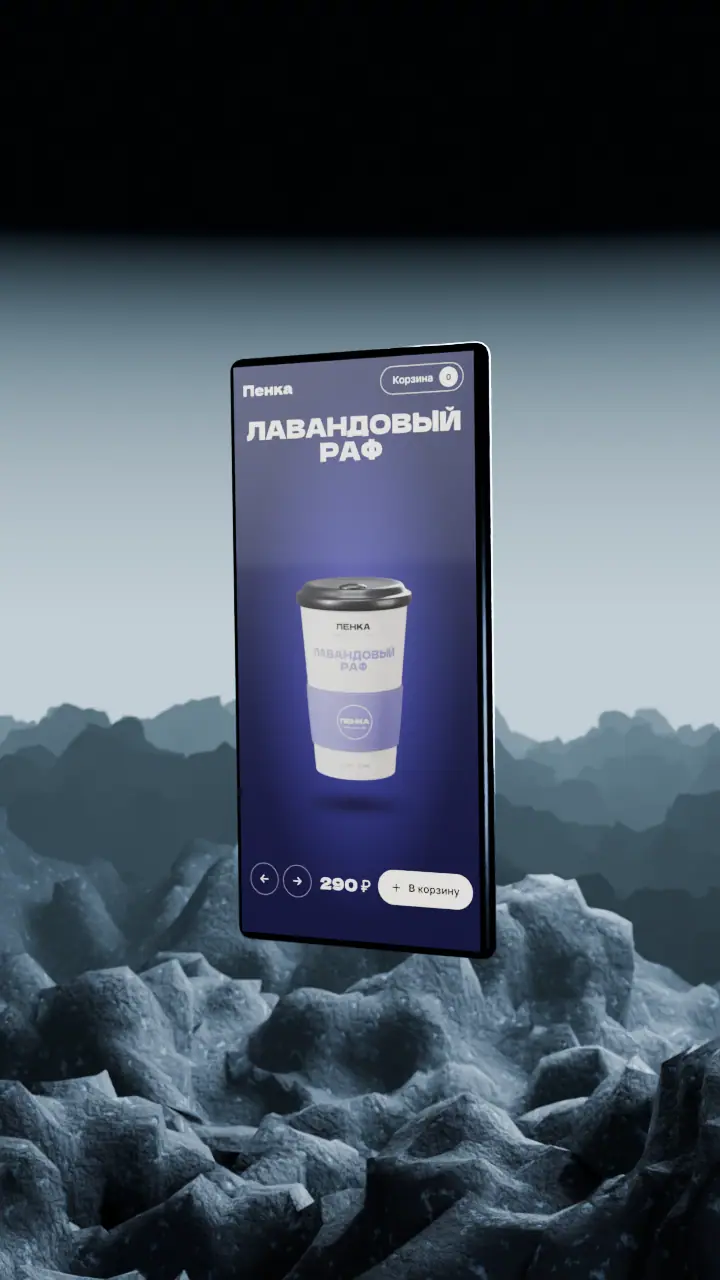 Пенка
Корзина 0
ЛАВАНДОВЫЙ
РАФ
ПЕНКА
ЛАВАНДОВЫЙ
РАФ
ПЕНКА
290 ₽
+ В корзину